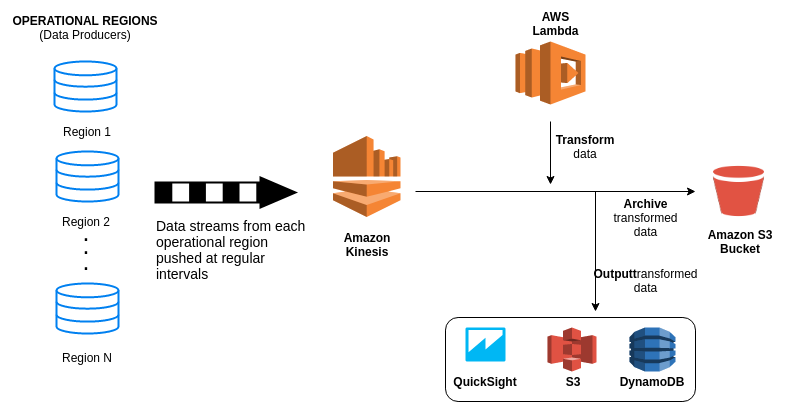 OPERATIONAL REGIONS
(Data Producers)
Region 1
Region 2
Region N
Data streams from each
operational region
pushed at regular
intervals
Amazon
Kinesis
AWS
Lambda
Transform
data
Archive
transformed
data
Amazon S3
Bucket
Outputtransformed
data
QuickSight
S3
DynamoDB